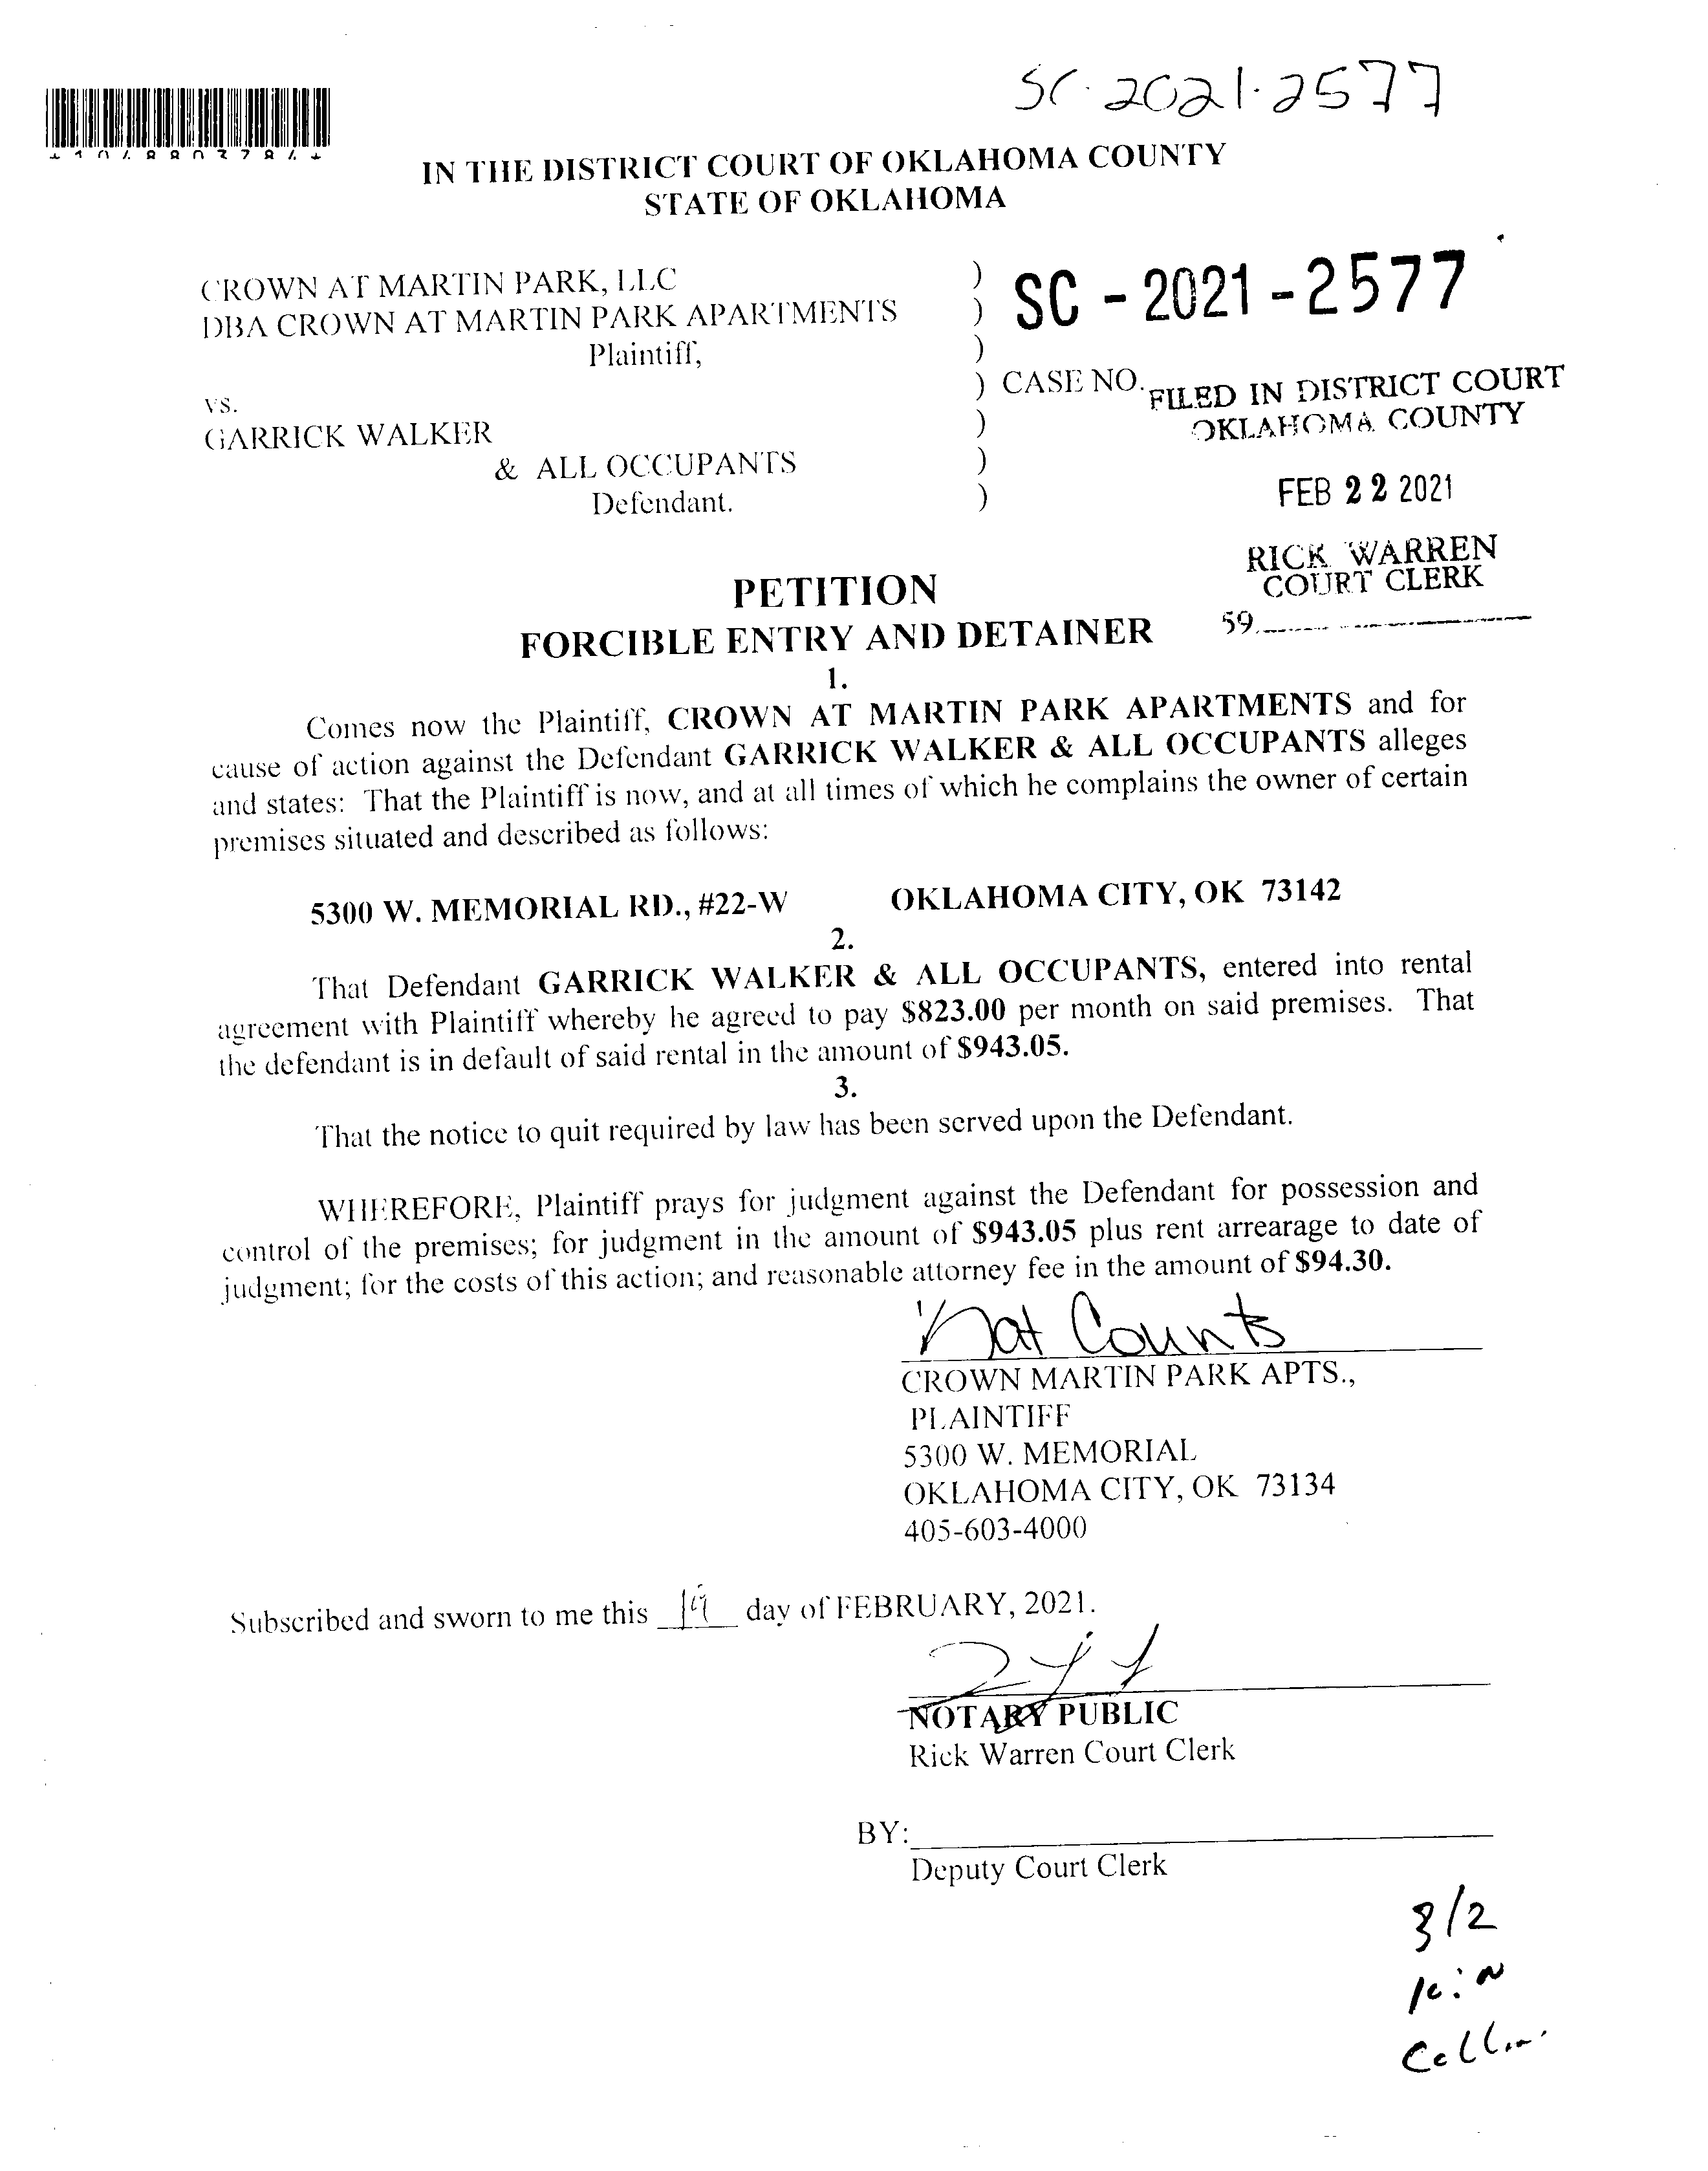 SC-2021-2577
IN THE DISTRICT COURT OF OKLAHOMA COUNTY
STATE OF OKLAHOMA
CROWN AT MARTIN PARK, LLC )
DBA CROWN AT MARTIN PARK APARTMENTS ) SC - 2021 - 2577
Plaintiff, )
vs. ) CASE NO. FILED IN DISTRICT COURT
OKLAHOMA COUNTY
GARRICK WALKER )
& ALL OCCUPANTS )
Defendant. ) FEB 22 2021
RICK WARREN
COURT CLERK
PETITION
59
FORCIBLE ENTRY AND DETAINER
1.
Comes now the Plaintiff, CROWN AT MARTIN PARK APARTMENTS and for
cause of action against the Defendant GARRICK WALKER & ALL OCCUPANTS alleges
and states: That the Plaintiff is now, and at all times of which he complains the owner of certain
premises situated and described as follows:
5300 W. MEMORIAL RD., #22-W OKLAHOMA CITY, OK 73142
2.
That Defendant GARRICK WALKER & ALL OCCUPANTS, entered into rental
agreement with Plaintiff whereby he agreed to pay $823.00 per month on said premises. That
the defendant is in default of said rental in the amount of $943.05.
3.
That the notice to quit required by law has been served upon the Defendant.
WHEREFORE, Plaintiff prays for judgment against the Defendant for possession and
control of the premises; for judgment in the amount of $943.05 plus rent arrearage to date of
judgment; for the costs of this action; and reasonable attorney fee in the amount of $94.30.
Counts
CROWN MARTIN PARK APTS.,
PLAINTIFF
5300 W. MEMORIAL
OKLAHOMA CITY, OK 73134
405-603-4000
Subscribed and sworn to me this 19 day of FEBRUARY, 2021.
NOTARY PUBLIC
Rick Warren Court Clerk
BY:
Deputy Court Clerk
3/2